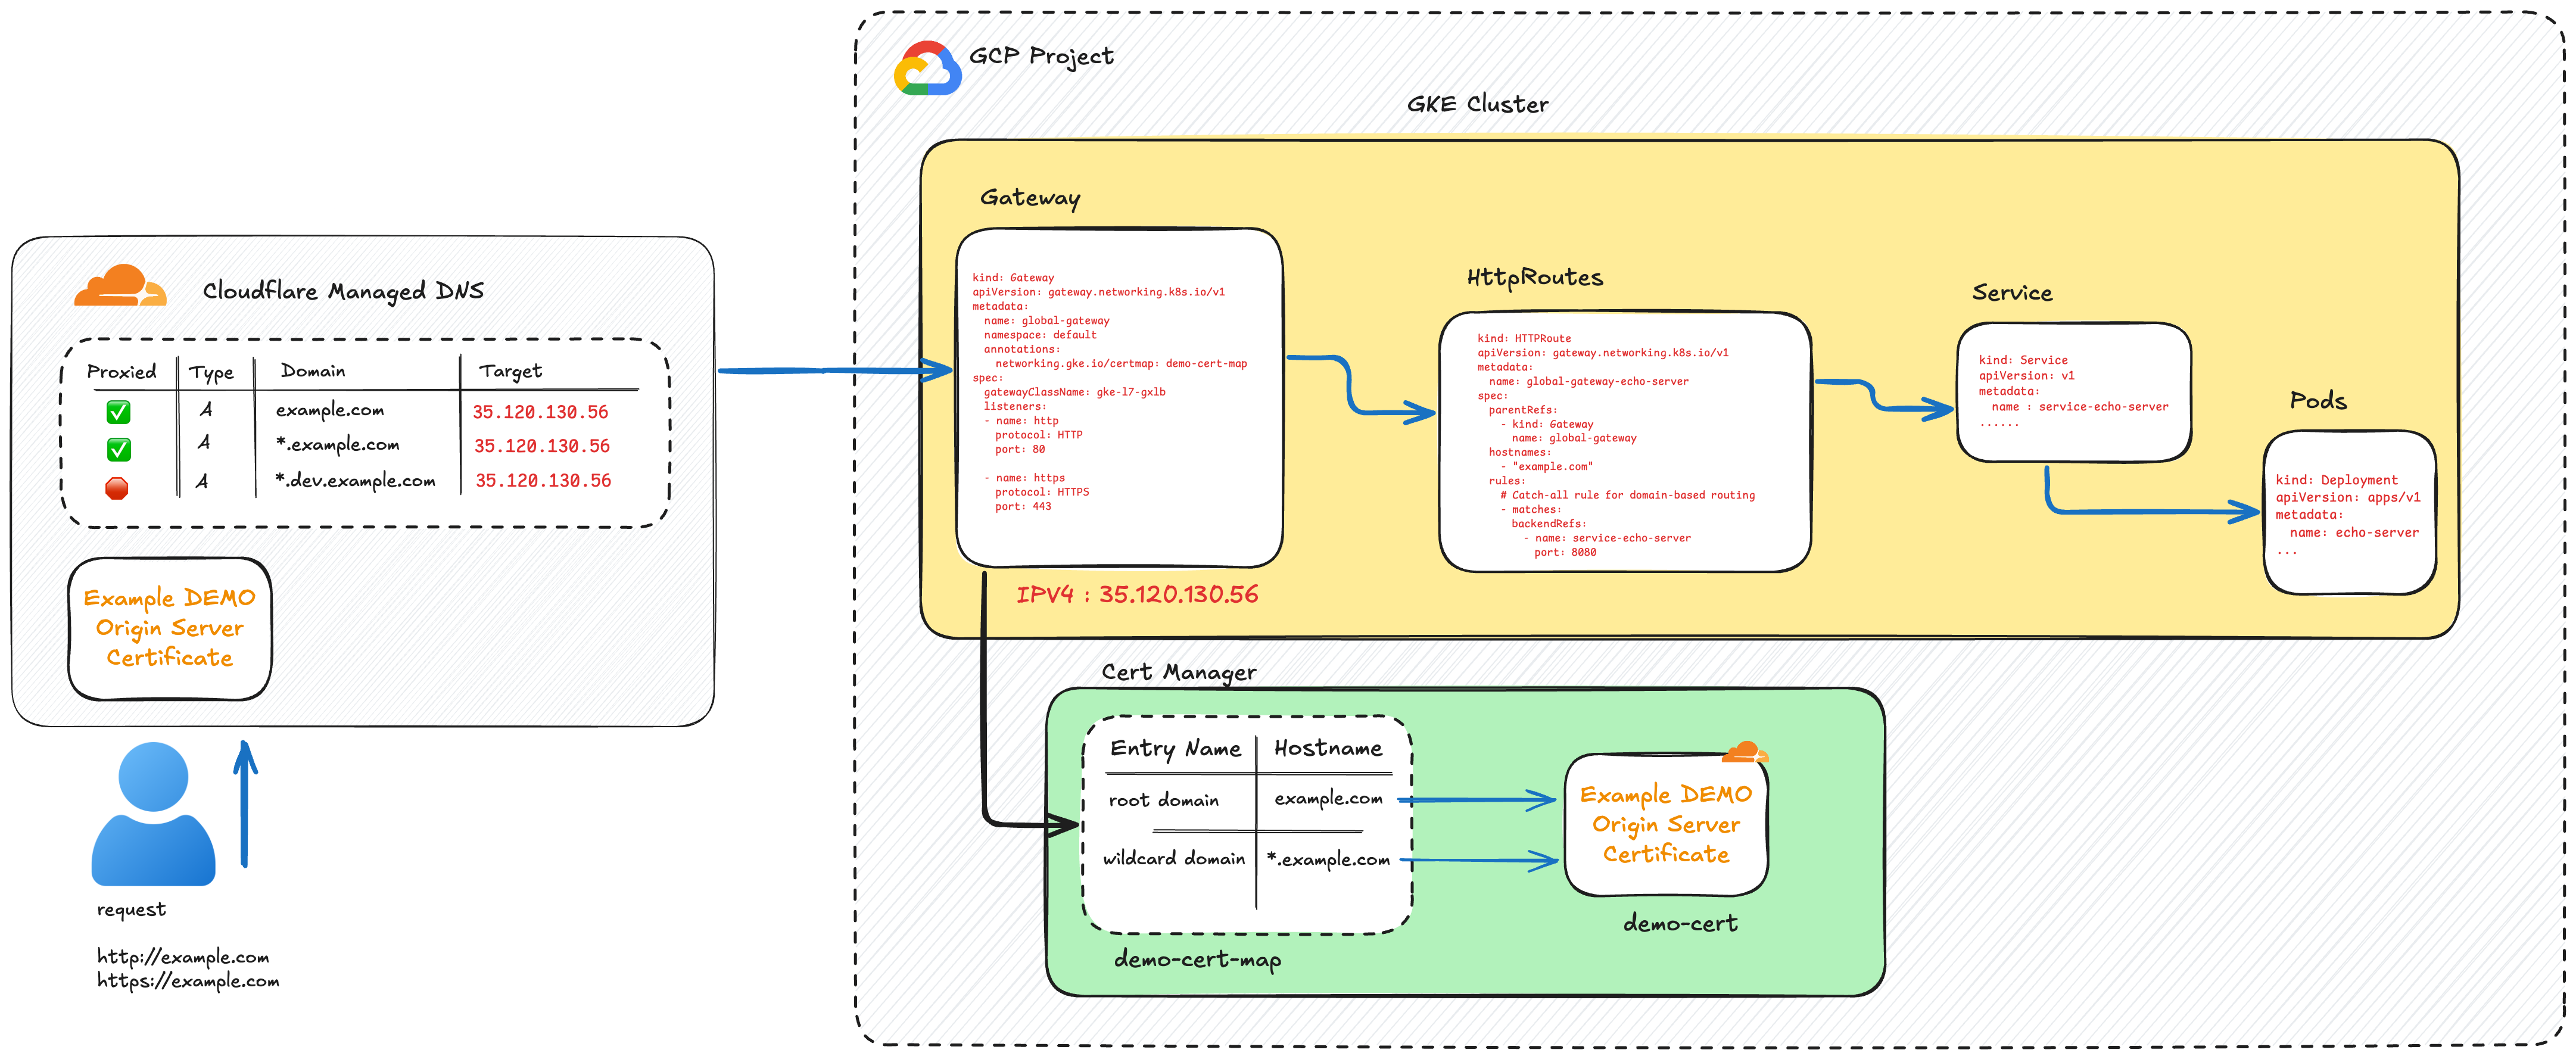 GCP Project
GKE Cluster
Gateway
kind: Gateway
apiVersion: gateway.networking.k8s.io/v1
metadata:
  name: global-gateway
  namespace: default
  annotations:
    networking.gke.io/certmap: demo-cert-map
spec:
  gatewayClassName: gke-l7-gxlb
  listeners:
  - name: http
    protocol: HTTP
    port: 80
  - name: https
    protocol: HTTPS
    port: 443
IPV4 : 35.120.130.56
HttpRoutes
kind: HTTPRoute
apiVersion: gateway.networking.k8s.io/v1
metadata:
  name: global-gateway-echo-server
spec:
  parentRefs:
    - kind: Gateway
      name: global-gateway
  hostnames:
    - "example.com"
  rules:
    # Catch-all rule for domain-based routing
    - matches:
      backendRefs:
        - name: service-echo-server
          port: 8080
Service
kind: Service
apiVersion: v1
metadata:
  name : service-echo-server
......
Pods
kind: Deployment
apiVersion: apps/v1
metadata:
  name: echo-server
...
Cloudflare Managed DNS
Proxied Type Domain Target
A example.com 35.120.130.56
A *.example.com 35.120.130.56
A *.dev.example.com 35.120.130.56
Example DEMO
Origin Server
Certificate
request
http://example.com
https://example.com
Cert Manager
Entry Name Hostname
root domain example.com
wildcard domain *.example.com
demo-cert-map
Example DEMO
Origin Server
Certificate
demo-cert